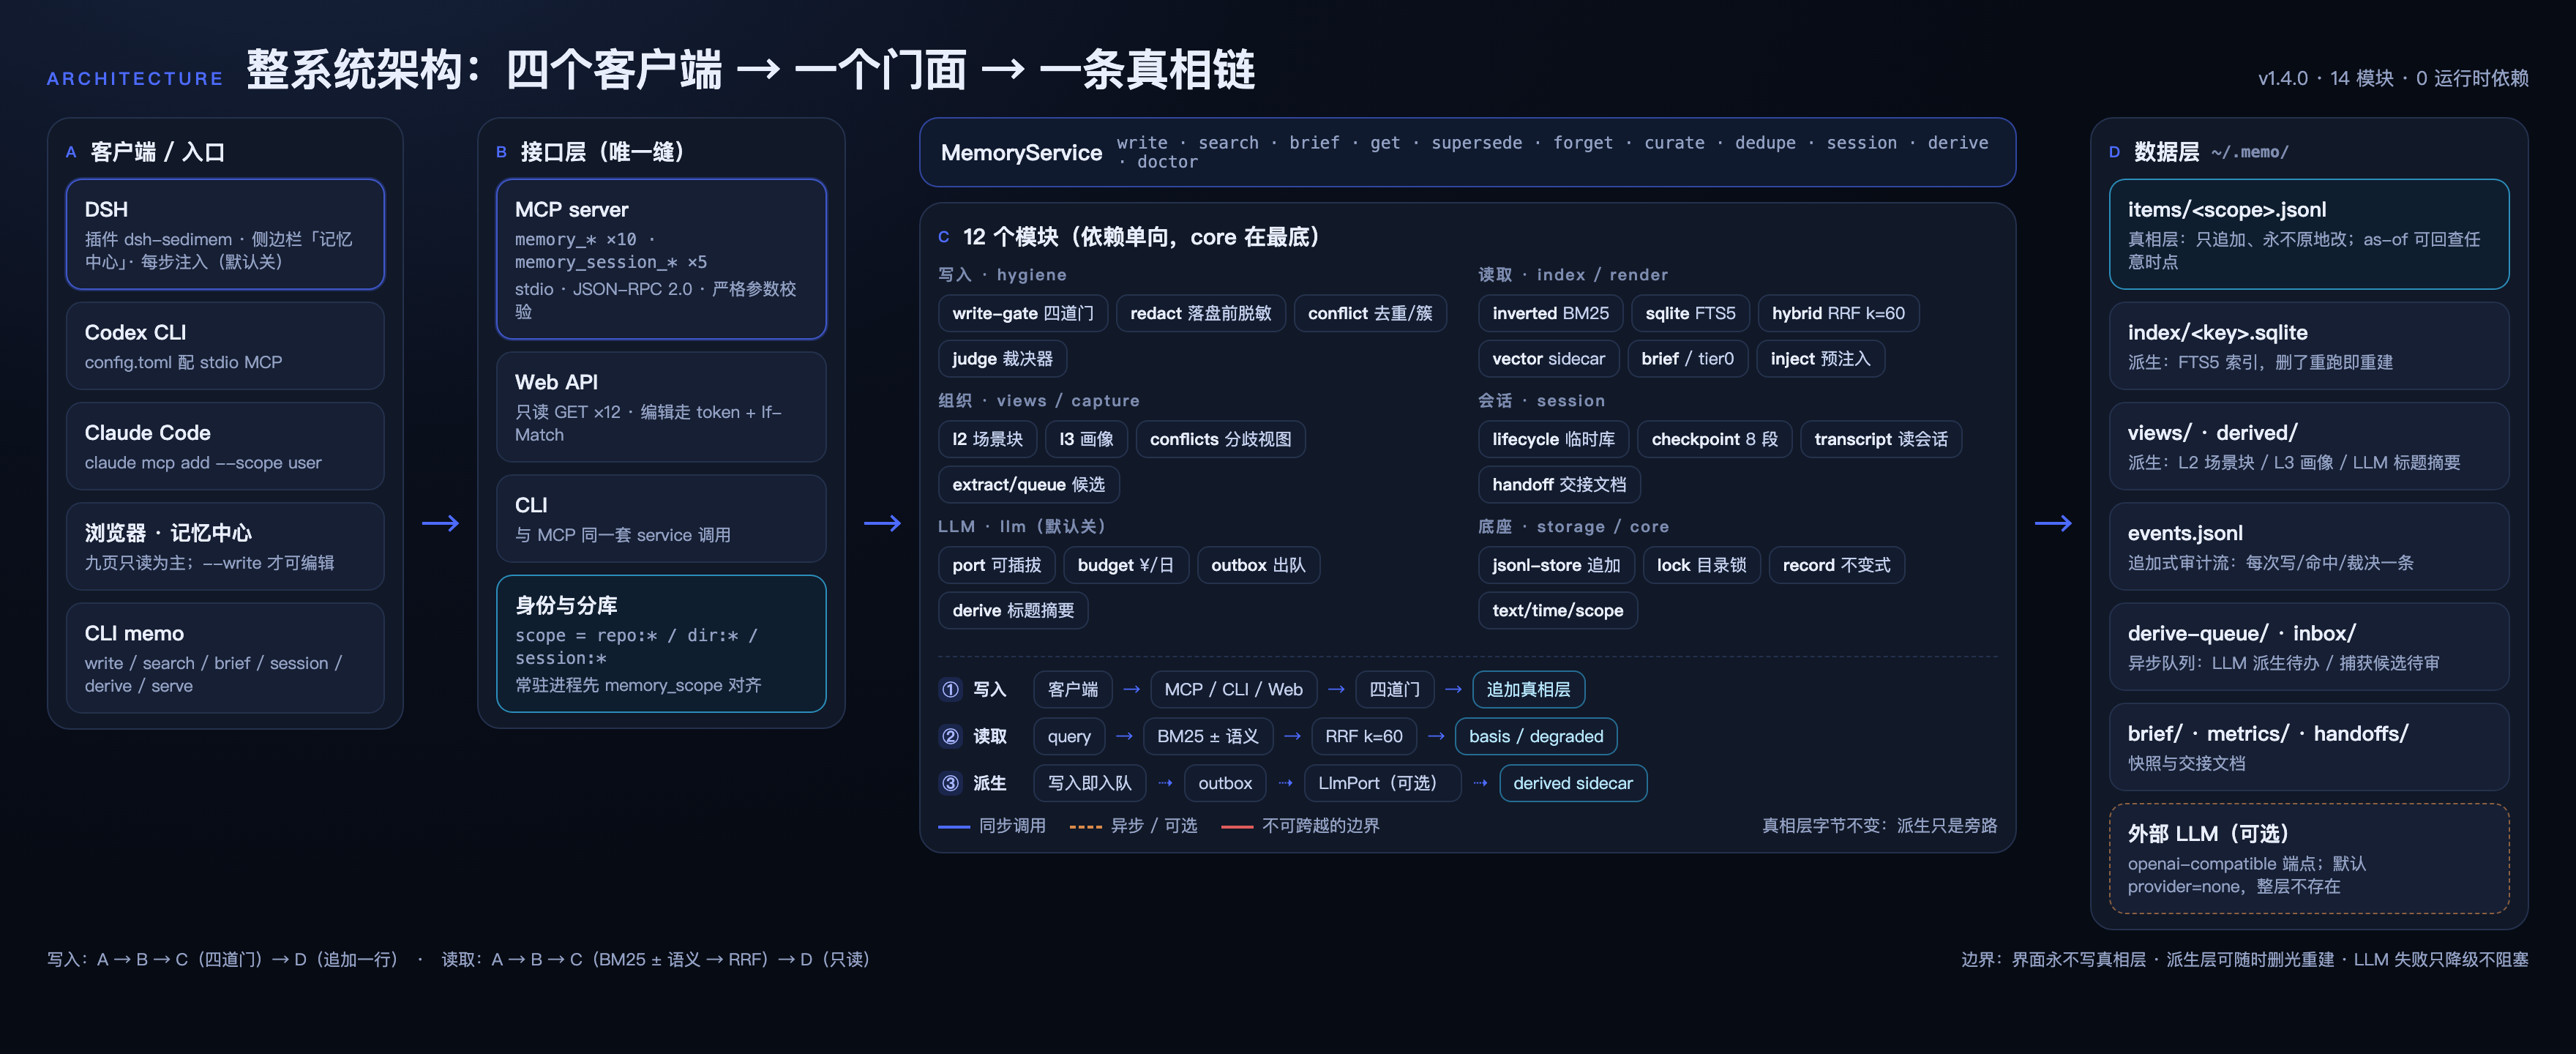 ARCHITECTURE 整系统架构：四个客户端 → 一个门面 → 一条真相链
v1.4.0 · 14 模块 · 0 运行时依赖
A 客户端 / 入口
DSH
插件 dsh-sedimem · 侧边栏「记忆
中心」· 每步注入（默认关）
Codex CLI
config.toml 配 stdio MCP
Claude Code
claude mcp add --scope user
浏览器 · 记忆中心
九页只读为主；--write 才可编辑
CLI memo
write / search / brief / session /
derive / serve
→
B 接口层（唯一缝）
MCP server
memory_* ×10 ·
memory_session_* ×5
stdio · JSON-RPC 2.0 · 严格参数校
验
Web API
只读 GET ×12 · 编辑走 token + If-
Match
CLI
与 MCP 同一套 service 调用
身份与分库
scope = repo:* / dir:* /
session:*
常驻进程先 memory_scope 对齐
→
MemoryService
write · search · brief · get · supersede · forget · curate · dedupe · session · derive
· doctor
C 12 个模块（依赖单向，core 在最底）
写入 · hygiene
write-gate 四道门 redact 落盘前脱敏 conflict 去重/簇
judge 裁决器
读取 · index / render
inverted BM25 sqlite FTS5 hybrid RRF k=60
vector sidecar brief / tier0 inject 预注入
组织 · views / capture
l2 场景块 l3 画像 conflicts 分歧视图
extract/queue 候选
会话 · session
lifecycle 临时库 checkpoint 8 段 transcript 读会话
handoff 交接文档
LLM · llm（默认关）
port 可插拔 budget ¥/日 outbox 出队
derive 标题摘要
底座 · storage / core
jsonl-store 追加 lock 目录锁 record 不变式
text/time/scope
① 写入 客户端 → MCP / CLI / Web → 四道门 → 追加真相层
② 读取 query → BM25 ± 语义 → RRF k=60 → basis / degraded
③ 派生 写入即入队 ⇢ outbox ⇢ LlmPort（可选） ⇢ derived sidecar
同步调用 异步 / 可选 不可跨越的边界
真相层字节不变：派生只是旁路
→
D 数据层 ~/.memo/
items/<scope>.jsonl
真相层：只追加、永不原地改；as-of 可回查任
意时点
index/<key>.sqlite
派生：FTS5 索引，删了重跑即重建
views/ · derived/
派生：L2 场景块 / L3 画像 / LLM 标题摘要
events.jsonl
追加式审计流：每次写/命中/裁决一条
derive-queue/ · inbox/
异步队列：LLM 派生待办 / 捕获候选待审
brief/ · metrics/ · handoffs/
快照与交接文档
外部 LLM（可选）
openai-compatible 端点；默认
provider=none，整层不存在
写入：A → B → C（四道门）→ D（追加一行） · 读取：A → B → C（BM25 ± 语义 → RRF）→ D（只读）
边界：界面永不写真相层 · 派生层可随时删光重建 · LLM 失败只降级不阻塞